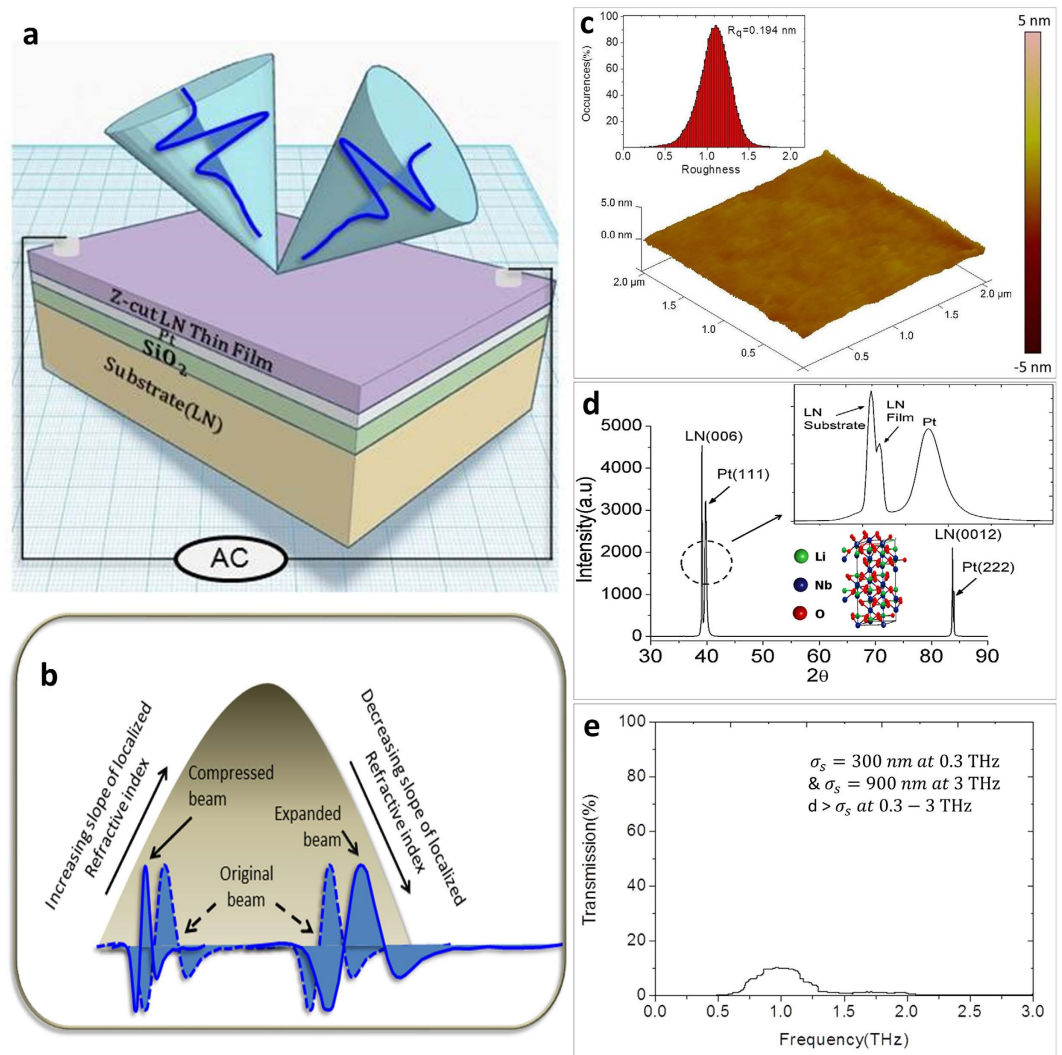 a
Z-cut LN Thin Film
Pt
SiO2
Substrate(LN)
AC
b
Increasing slope of localized
Refractive index
Decreasing slope of localized
Refractive index
Compressed
beam
Expanded
beam
Original
beam
c
Rq=0.194 nm
Occurences(%)
100
80
60
40
20
0.0 0.5 1.0 1.5 2.0
Roughness
5 nm
-5 nm
5.0 nm
0.0 nm
2.0 μm
1.5
1.0
0.5
0.5
1.0
1.5
2.0 μm
d
Intensity(a.u)
5000
4000
3000
2000
1000
0
30 40 50 60 70 80 90
2θ
LN(006)
Pt(111)
LN
Substrate
LN
Film
Pt
Li
Nb
O
LN(0012)
Pt(222)
e
σs = 300 nm at 0.3 THz
& σs = 900 nm at 3 THz
d > σs at 0.3 − 3 THz
Transmission(%)
100
80
60
40
20
0
0.0 0.5 1.0 1.5 2.0 2.5 3.0
Frequency(THz)